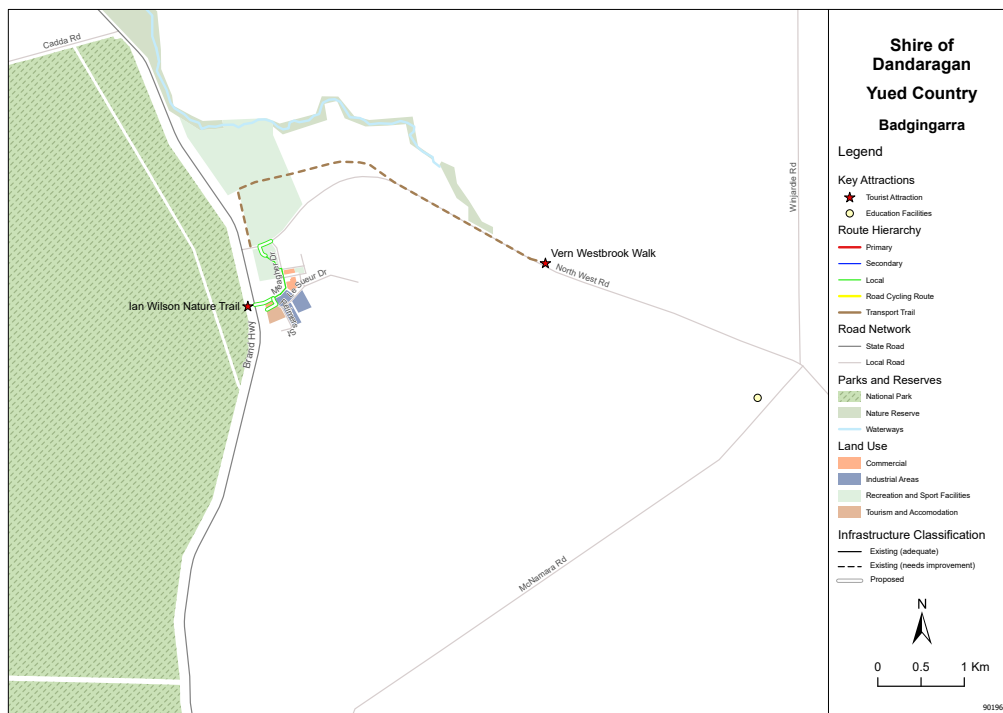 Cadda Rd
Winjardie Rd
Vern Westbrook Walk
North West Rd
Ian Wilson Nature Trail
Brand Hwy
McNamara Rd
Shire of
Dandaragan
Yued Country
Badgingarra
Legend
Key Attractions
Tourist Attraction
Education Facilities
Route Hierarchy
Primary
Secondary
Local
Road Cycling Route
Transport Trail
Road Network
State Road
Local Road
Parks and Reserves
National Park
Nature Reserve
Waterways
Land Use
Commercial
Industrial Areas
Recreation and Sport Facilities
Tourism and Accomodation
Infrastructure Classification
Existing (adequate)
Existing (needs improvement)
Proposed
N
0 0.5 1 Km
90196